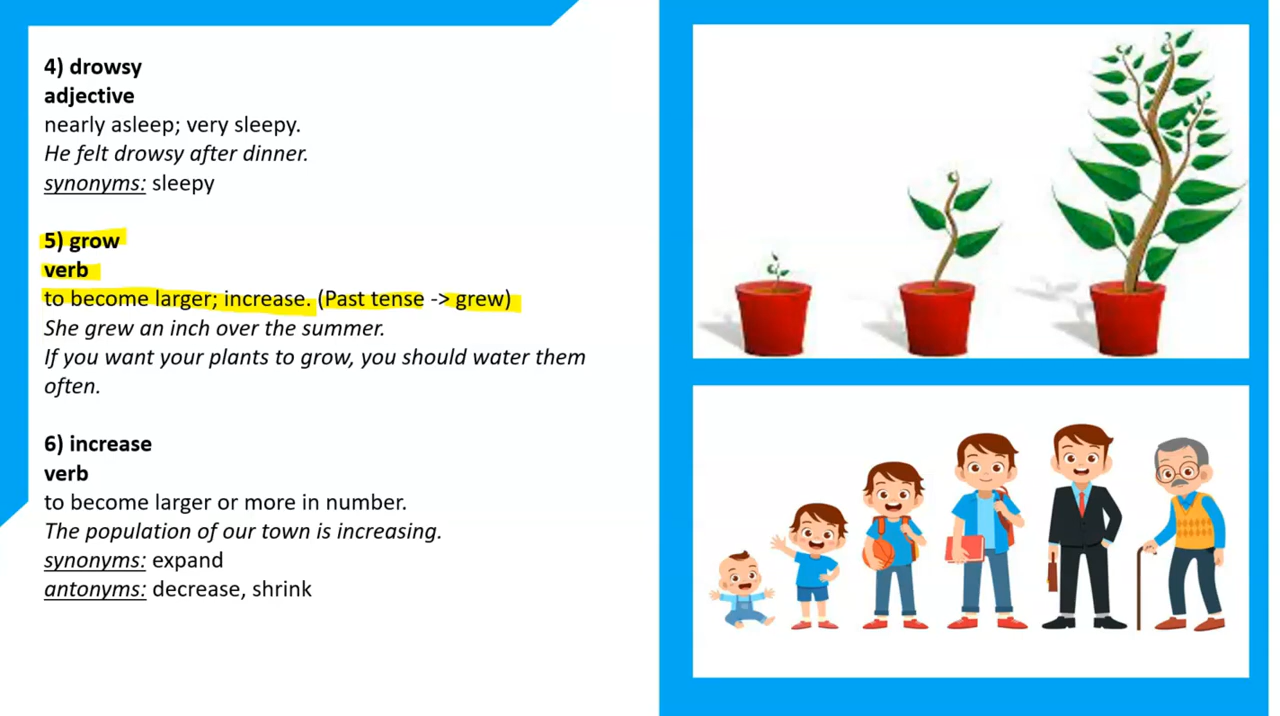 4) drowsy
adjective
nearly asleep; very sleepy.
He felt drowsy after dinner.
synonyms: sleepy
5) grow
verb
to become larger; increase. (Past tense -> grew)
She grew an inch over the summer.
If you want your plants to grow, you should water them
often.
6) increase
verb
to become larger or more in number.
The population of our town is increasing.
synonyms: expand
antonyms: decrease, shrink